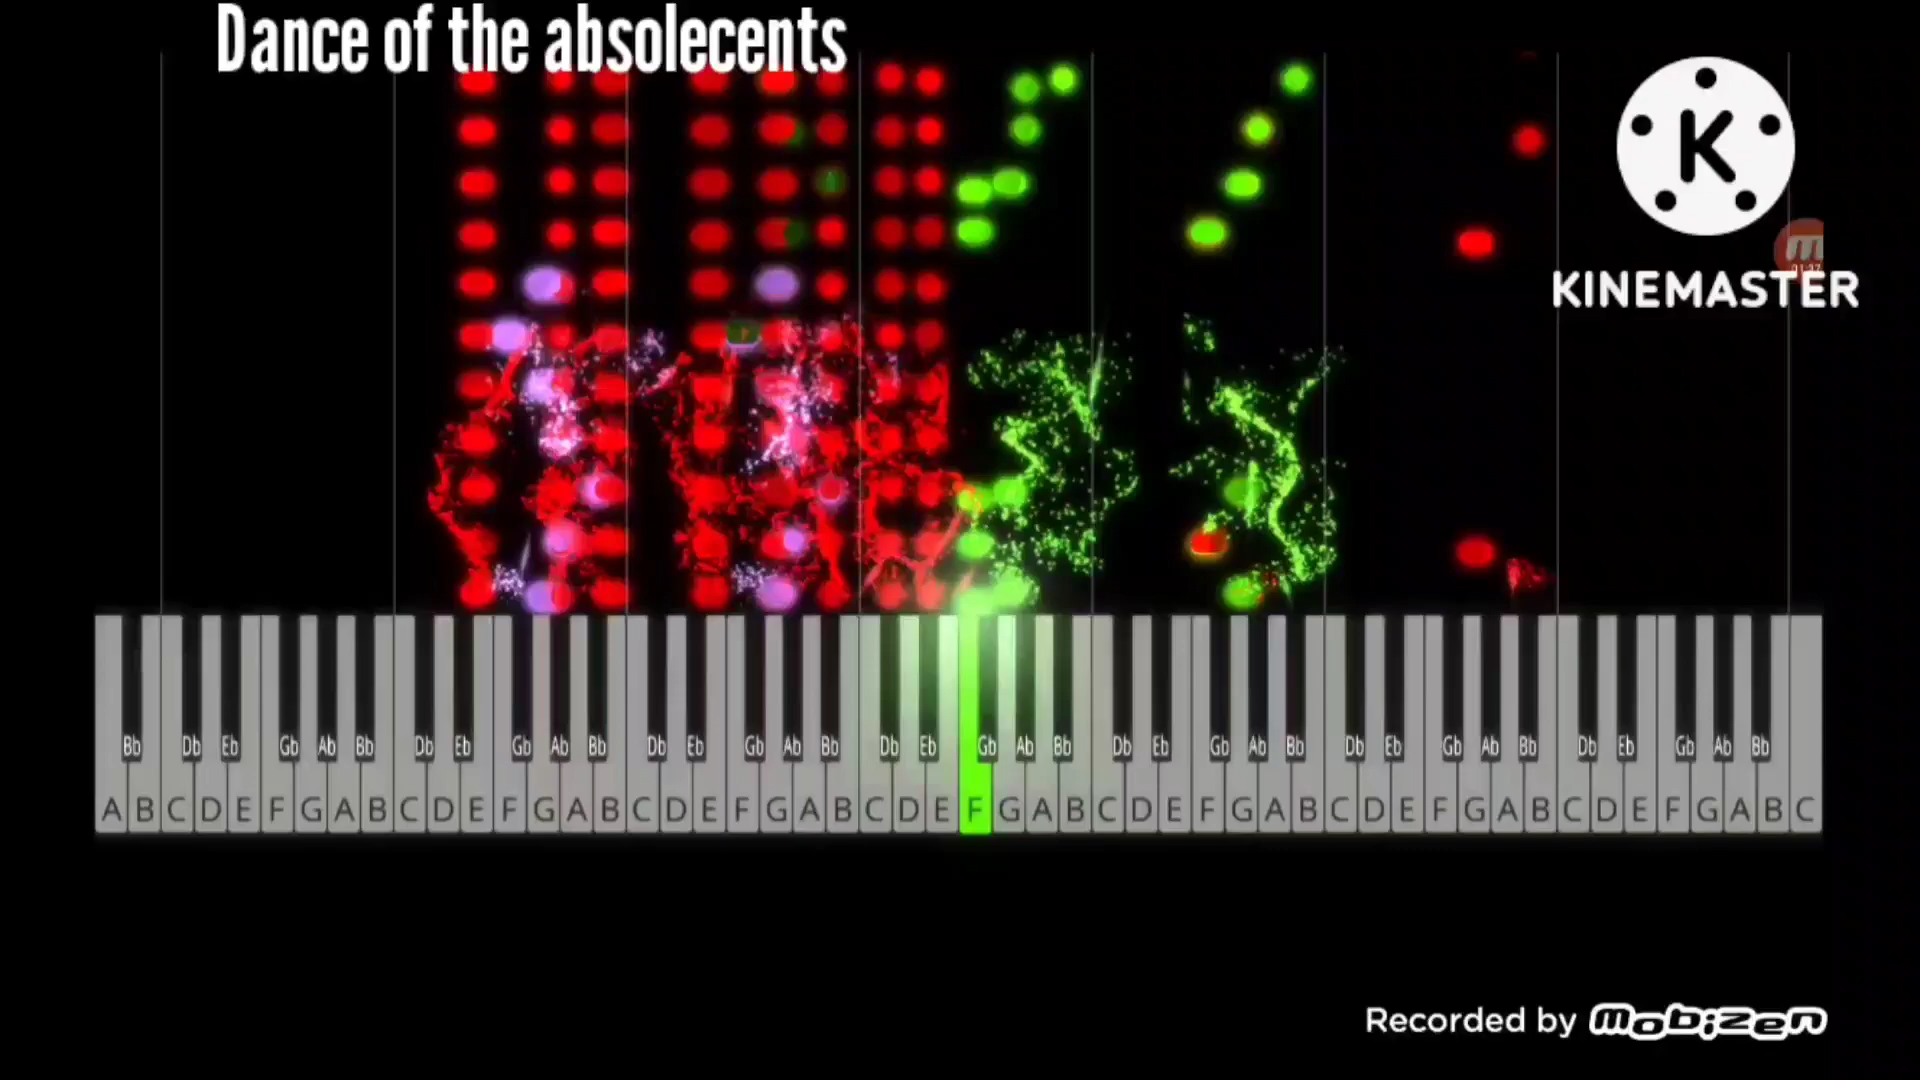 Dance of the absolecents
K
KINEMASTER
01:37
Bb Db Eb Gb Ab Bb Db Eb Gb Ab Bb Db Eb Gb Ab Bb Db Eb Gb Ab Bb Db Eb Gb Ab Bb Db Eb Gb Ab Bb Db Eb Gb Ab Bb
A B C D E F G A B C D E F G A B C D E F G A B C D E F G A B C D E F G A B C D E F G A B C D E F G A B C
Recorded by mobizen